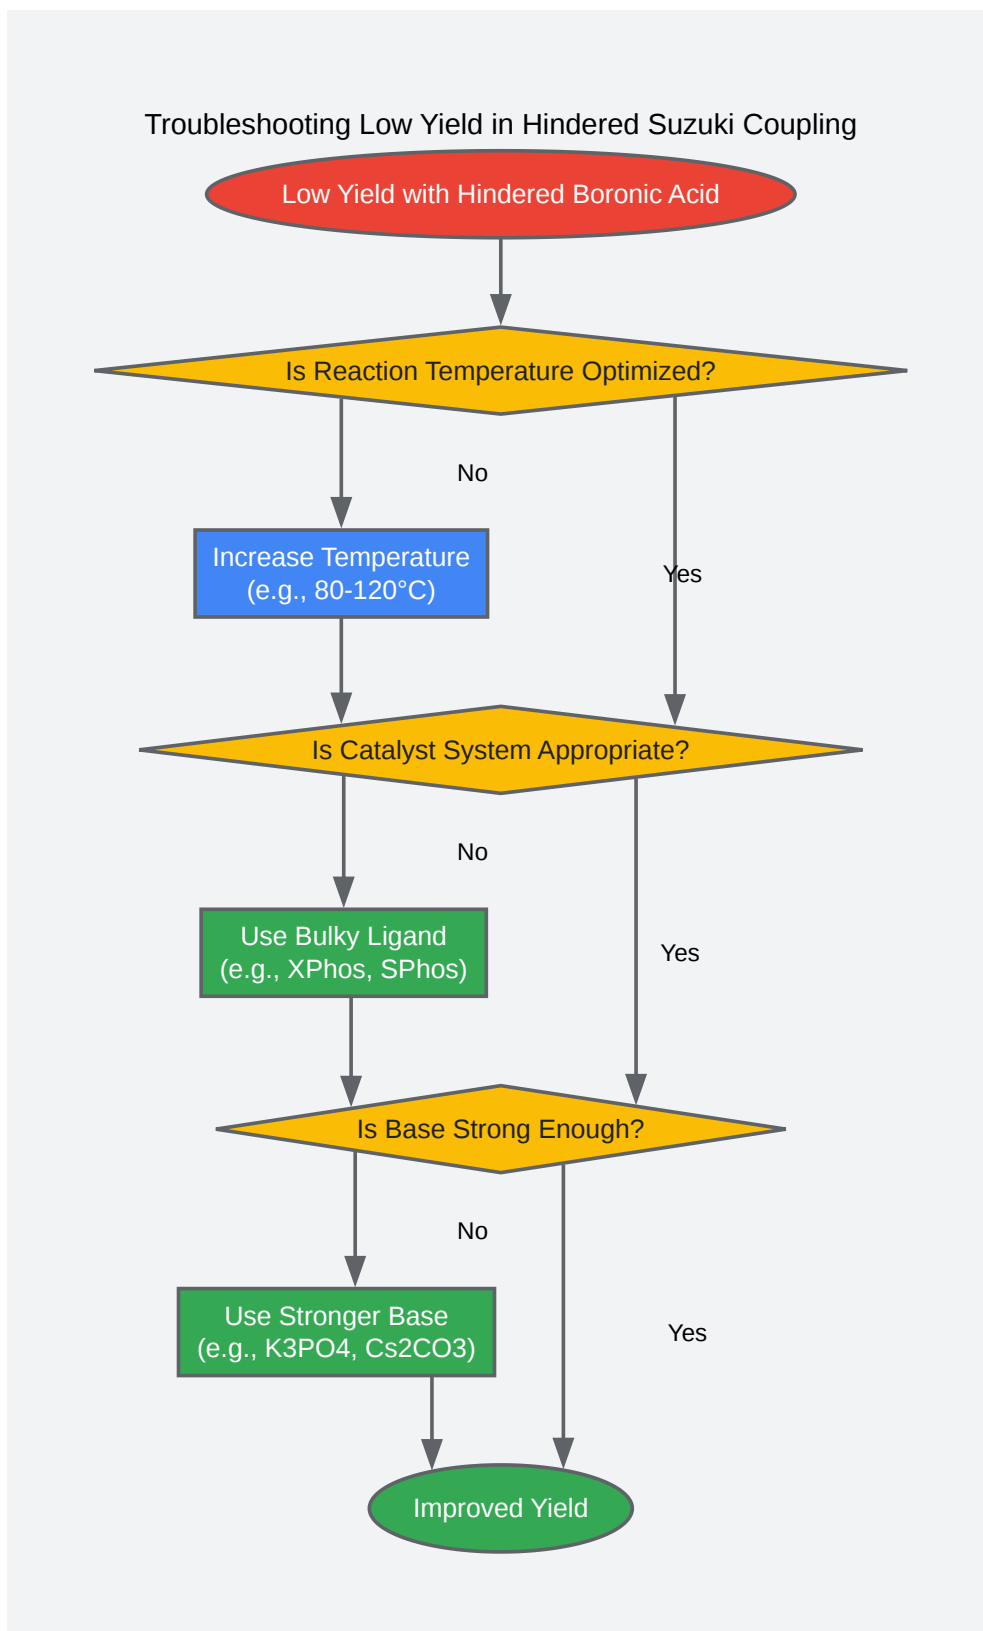 Troubleshooting Low Yield in Hindered Suzuki Coupling
Low Yield with Hindered Boronic Acid
Is Reaction Temperature Optimized?
No
Increase Temperature
(e.g., 80-120°C)
Yes
Is Catalyst System Appropriate?
No
Use Bulky Ligand
(e.g., XPhos, SPhos)
Yes
Is Base Strong Enough?
No
Use Stronger Base
(e.g., K3PO4, Cs2CO3)
Yes
Improved Yield